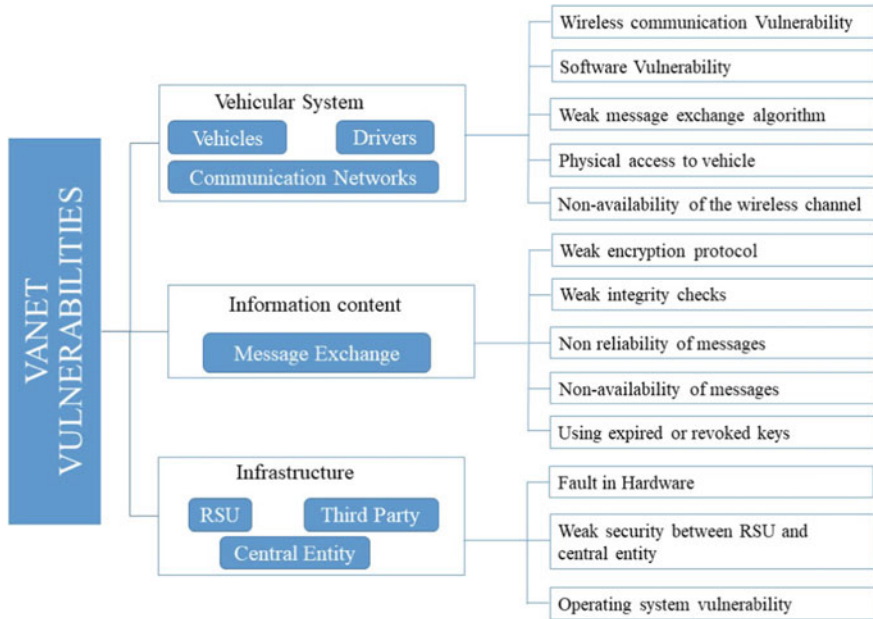 VANET
VULNERABILITIES
Vehicular System
Vehicles
Drivers
Communication Networks
Wireless communication Vulnerability
Software Vulnerability
Weak message exchange algorithm
Physical access to vehicle
Non-availability of the wireless channel
Information content
Message Exchange
Weak encryption protocol
Weak integrity checks
Non reliability of messages
Non-availability of messages
Using expired or revoked keys
Infrastructure
RSU
Third Party
Central Entity
Fault in Hardware
Weak security between RSU and
central entity
Operating system vulnerability